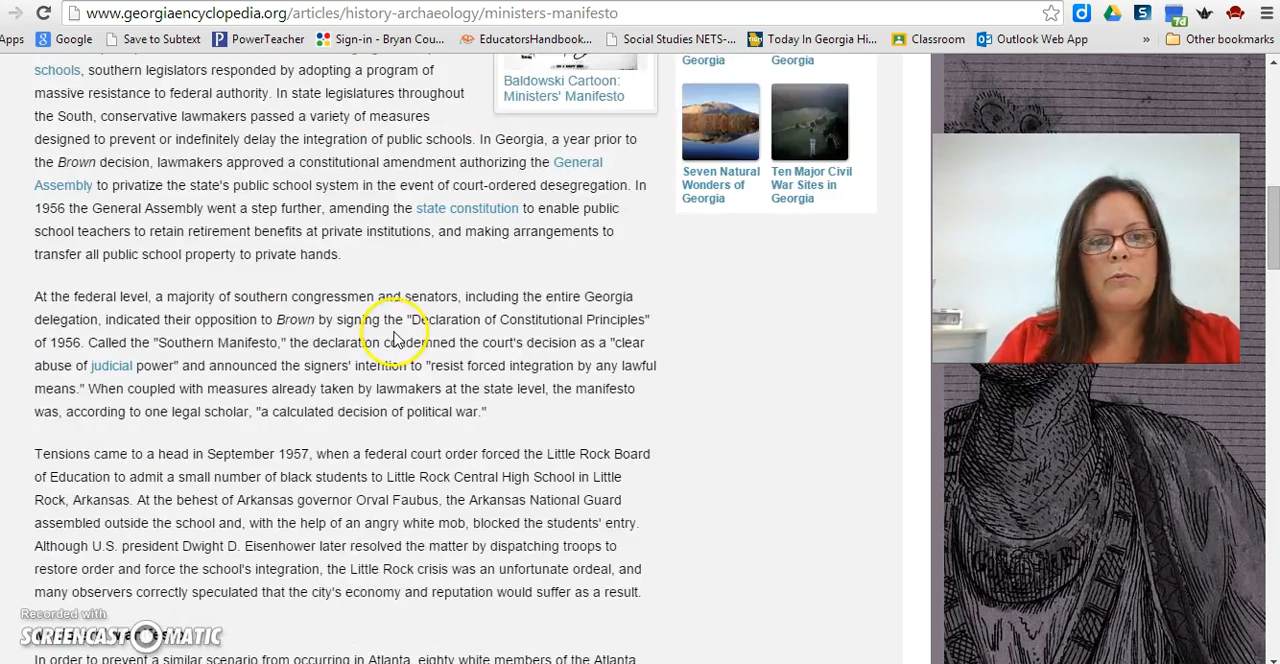 www.georgiaencyclopedia.org/articles/history-archaeology/ministers-manifesto
Apps Google Save to Subtext PowerTeacher Sign-in - Bryan Cou... EducatorsHandbook... Social Studies NETS-... Today In Georgia Hi... Classroom Outlook Web App » Other bookmarks
schools, southern legislators responded by adopting a program of
massive resistance to federal authority. In state legislatures throughout
the South, conservative lawmakers passed a variety of measures
designed to prevent or indefinitely delay the integration of public schools. In Georgia, a year prior to
the Brown decision, lawmakers approved a constitutional amendment authorizing the General
Assembly to privatize the state's public school system in the event of court-ordered desegregation. In
1956 the General Assembly went a step further, amending the state constitution to enable public
school teachers to retain retirement benefits at private institutions, and making arrangements to
transfer all public school property to private hands.
At the federal level, a majority of southern congressmen and senators, including the entire Georgia
delegation, indicated their opposition to Brown by signing the "Declaration of Constitutional Principles"
of 1956. Called the "Southern Manifesto," the declaration condemned the court's decision as a "clear
abuse of judicial power" and announced the signers' intention to "resist forced integration by any lawful
means." When coupled with measures already taken by lawmakers at the state level, the manifesto
was, according to one legal scholar, "a calculated decision of political war."
Tensions came to a head in September 1957, when a federal court order forced the Little Rock Board
of Education to admit a small number of black students to Little Rock Central High School in Little
Rock, Arkansas. At the behest of Arkansas governor Orval Faubus, the Arkansas National Guard
assembled outside the school and, with the help of an angry white mob, blocked the students' entry.
Although U.S. president Dwight D. Eisenhower later resolved the matter by dispatching troops to
restore order and force the school's integration, the Little Rock crisis was an unfortunate ordeal, and
many observers correctly speculated that the city's economy and reputation would suffer as a result.
Recorded with
SCREENCAST MATIC
In order to prevent a similar scenario from occurring in Atlanta, eighty white members of the Atlanta
Baldowski Cartoon:
Ministers' Manifesto
Georgia
Georgia
Seven Natural
Wonders of
Georgia
Ten Major Civil
War Sites in
Georgia